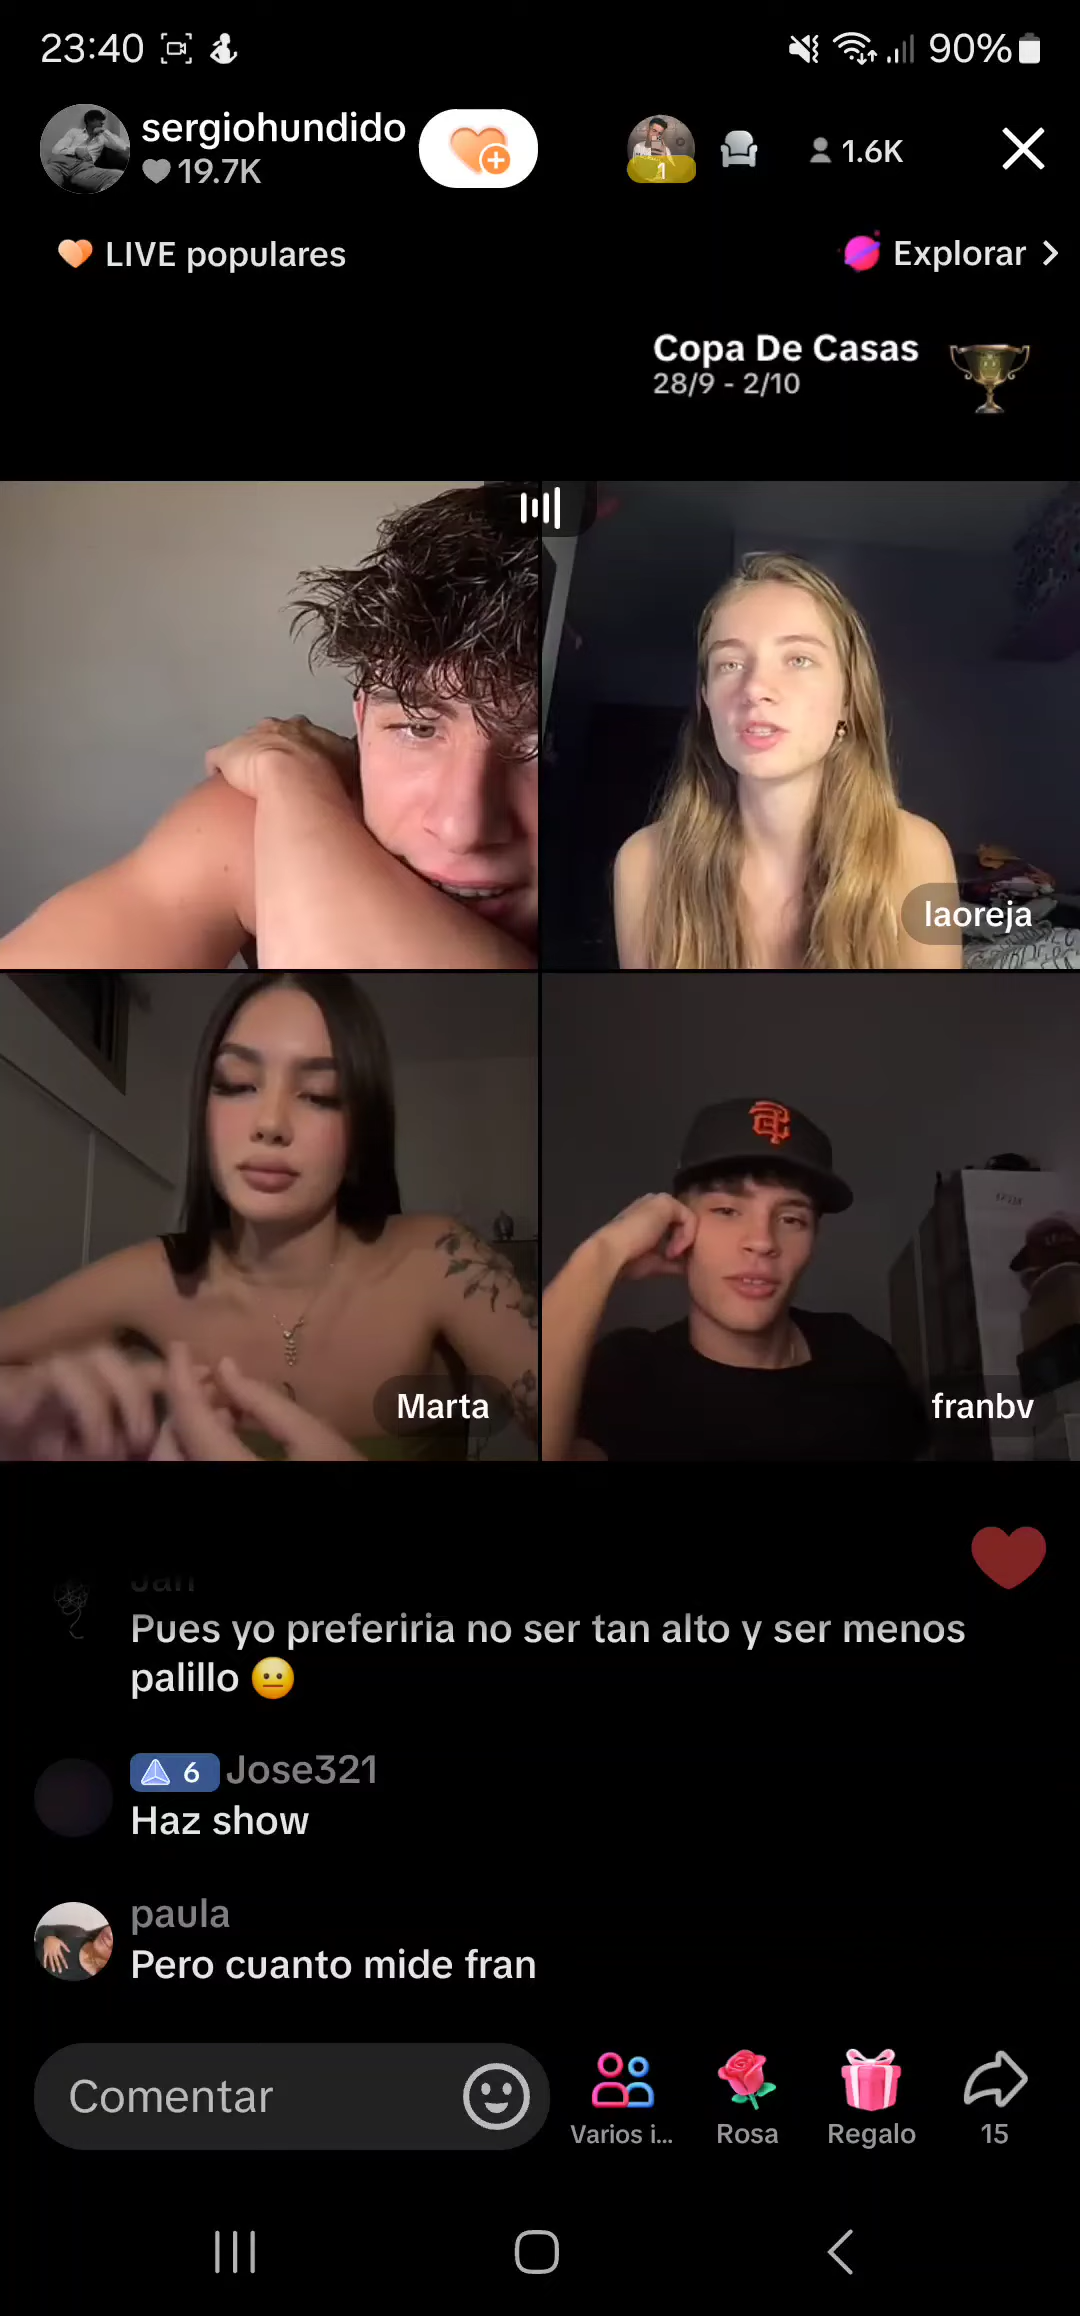 23:40
90%
sergiohundido
19.7K
1
1.6K
LIVE populares
Explorar
Copa De Casas
28/9 - 2/10
laoreja
Marta
franbv
Jan
Pues yo preferiria no ser tan alto y ser menos
palillo 😐
6 Jose321
Haz show
paula
Pero cuanto mide fran
Comentar
Varios i...
Rosa
Regalo
15